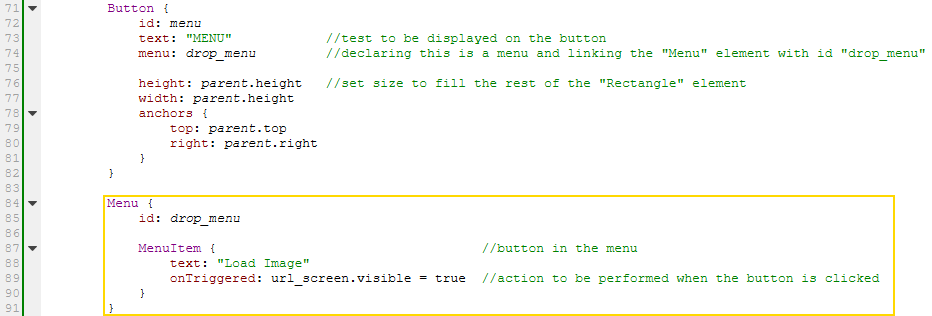 71 Button {
72 id: menu
73 text: "MENU" //test to be displayed on the button
74 menu: drop_menu //declaring this is a menu and linking the "Menu" element with id "drop_menu"
75
76 height: parent.height //set size to fill the rest of the "Rectangle" element
77 width: parent.height
78 anchors {
79 top: parent.top
80 right: parent.right
81 }
82 }
83
84 Menu {
85 id: drop_menu
86
87 MenuItem { //button in the menu
88 text: "Load Image"
89 onTriggered: url_screen.visible = true //action to be performed when the button is clicked
90 }
91 }